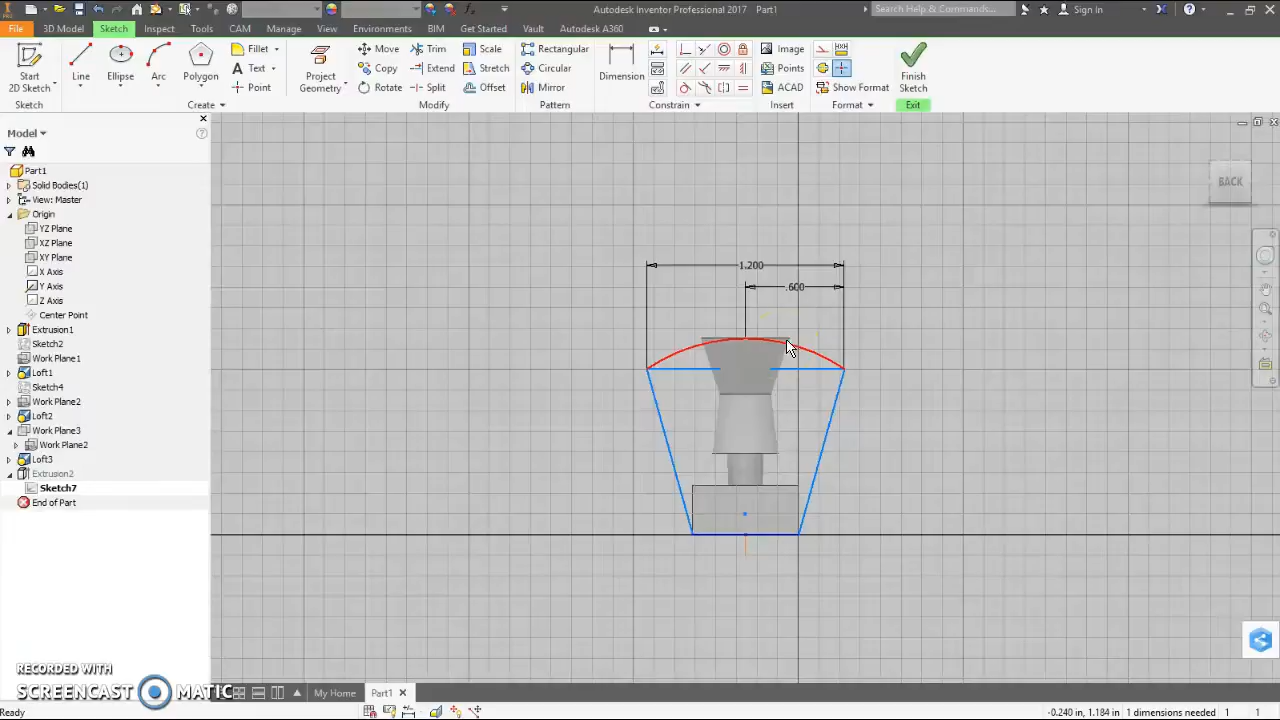 Autodesk Inventor Professional 2017 Part1
Search Help & Commands...
Sign In
File 3D Model Sketch Inspect Tools CAM Manage View Environments BIM Get Started Vault Autodesk A360
Start
2D Sketch
Line
Ellipse
Arc
Polygon
Fillet
Text
Point
Project
Geometry
Move
Copy
Rotate
Trim
Extend
Split
Scale
Stretch
Offset
Rectangular
Circular
Mirror
Dimension
Image
Points
ACAD
Show Format
Finish
Sketch
Sketch Create Modify Pattern Constrain Insert Format Exit
Model
Part1
Solid Bodies(1)
View: Master
Origin
YZ Plane
XZ Plane
XY Plane
X Axis
Y Axis
Z Axis
Center Point
Extrusion1
Sketch2
Work Plane1
Loft1
Sketch4
Work Plane2
Loft2
Work Plane3
Work Plane2
Loft3
Extrusion2
Sketch7
End of Part
BACK
1.200
.600
RECORDED WITH
SCREENCAST MATIC
My Home Part1
Ready
-0.240 in, 1.184 in 1 dimensions needed 1 1